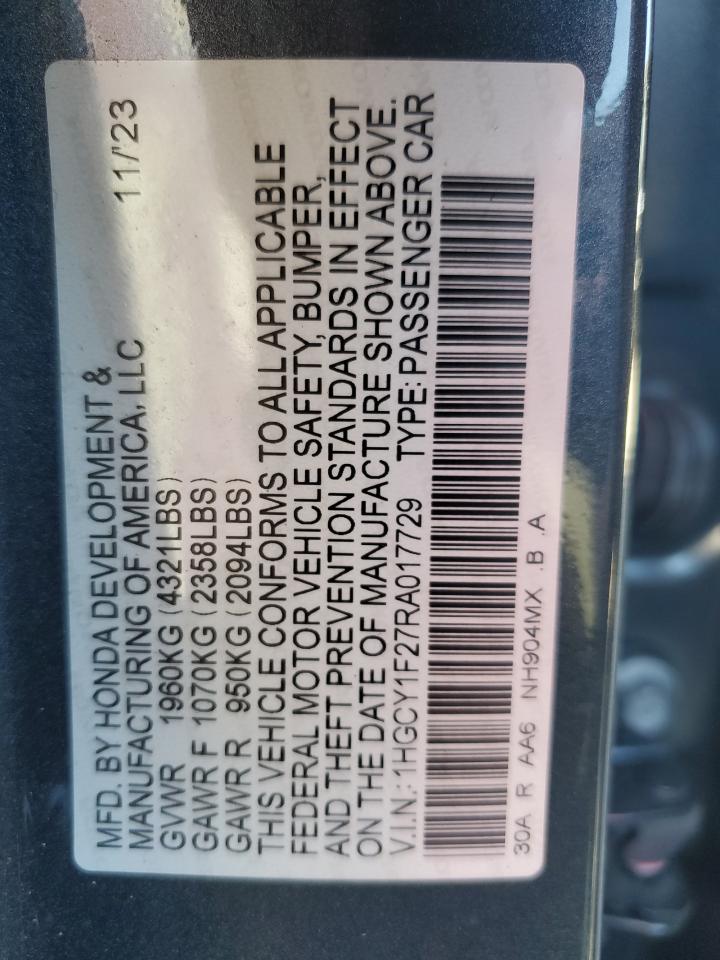 MFD. BY HONDA DEVELOPMENT &
MANUFACTURING OF AMERICA, LLC 11/'23
GVWR 1960KG (4321LBS)
GAWR F 1070KG (2358LBS)
GAWR R 950KG (2094LBS)
THIS VEHICLE CONFORMS TO ALL APPLICABLE
FEDERAL MOTOR VEHICLE SAFETY, BUMPER,
AND THEFT PREVENTION STANDARDS IN EFFECT
ON THE DATE OF MANUFACTURE SHOWN ABOVE.
V.I.N.:1HGCY1F27RA017729 TYPE:PASSENGER CAR
30A R AA6 NH904MX .B .A